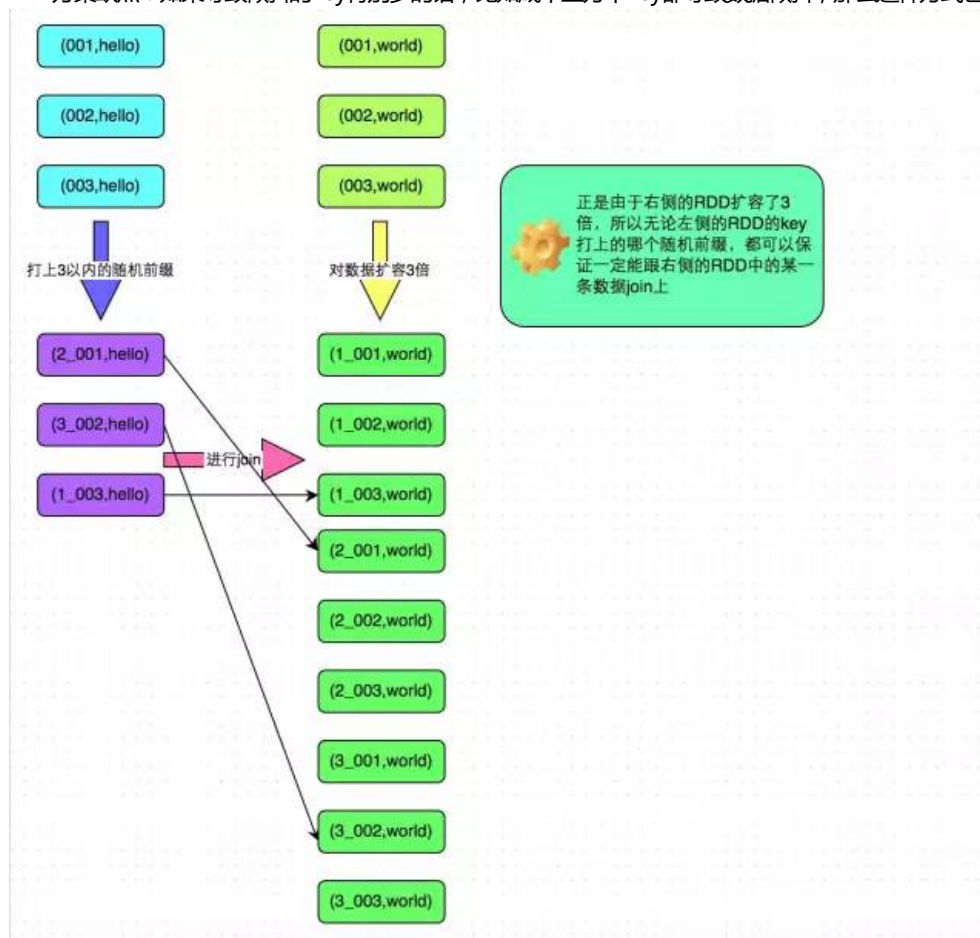 (001,hello)
(001,world)
(002,hello)
(002,world)
(003,hello)
(003,world)
正是由于右侧的RDD扩容了3
倍，所以无论左侧的RDD的key
打上的哪个随机前缀，都可以保
证一定能跟右侧的RDD中的某一
条数据join上
打上3以内的随机前缀
对数据扩容3倍
(2_001,hello)
(1_001,world)
(3_002,hello)
(1_002,world)
进行join
(1_003,hello)
(1_003,world)
(2_001,world)
(2_002,world)
(2_003,world)
(3_001,world)
(3_002,world)
(3_003,world)